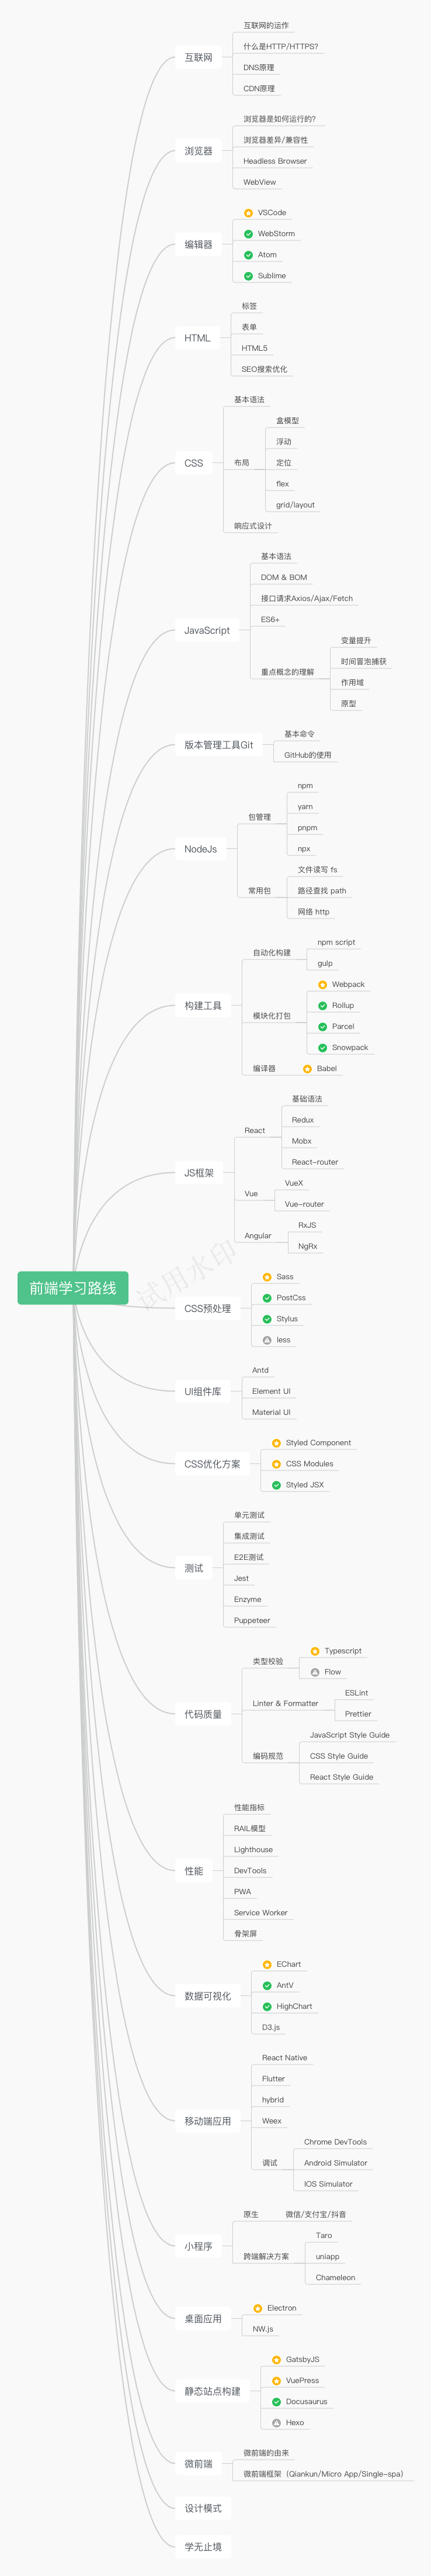 互联网
互联网的运作
什么是HTTP/HTTPS?
DNS原理
CDN原理
浏览器
浏览器是如何运行的?
浏览器差异/兼容性
Headless Browser
WebView
编辑器
VSCode
WebStorm
Atom
Sublime
HTML
标签
表单
HTML5
SEO搜索优化
CSS
基本语法
布局
盒模型
浮动
定位
flex
grid/layout
响应式设计
JavaScript
基本语法
DOM & BOM
接口请求Axios/Ajax/Fetch
ES6+
重点概念的理解
变量提升
时间冒泡捕获
作用域
原型
版本管理工具Git
基本命令
GitHub的使用
NodeJs
包管理
npm
yarn
pnpm
npx
常用包
文件读写 fs
路径查找 path
网络 http
构建工具
自动化构建
npm script
gulp
模块化打包
Webpack
Rollup
Parcel
Snowpack
编译器
Babel
JS框架
React
基础语法
Redux
Mobx
React-router
Vue
VueX
Vue-router
Angular
RxJS
NgRx
前端学习路线
试用水印
CSS预处理
Sass
PostCss
Stylus
less
UI组件库
Antd
Element UI
Material UI
CSS优化方案
Styled Component
CSS Modules
Styled JSX
测试
单元测试
集成测试
E2E测试
Jest
Enzyme
Puppeteer
代码质量
类型校验
Typescript
Flow
Linter & Formatter
ESLint
Prettier
编码规范
JavaScript Style Guide
CSS Style Guide
React Style Guide
性能
性能指标
RAIL模型
Lighthouse
DevTools
PWA
Service Worker
骨架屏
数据可视化
EChart
AntV
HighChart
D3.js
移动端应用
React Native
Flutter
hybrid
Weex
调试
Chrome DevTools
Android Simulator
IOS Simulator
小程序
原生
微信/支付宝/抖音
跨端解决方案
Taro
uniapp
Chameleon
桌面应用
Electron
NW.js
静态站点构建
GatsbyJS
VuePress
Docusaurus
Hexo
微前端
微前端的由来
微前端框架（Qiankun/Micro App/Single-spa）
设计模式
学无止境